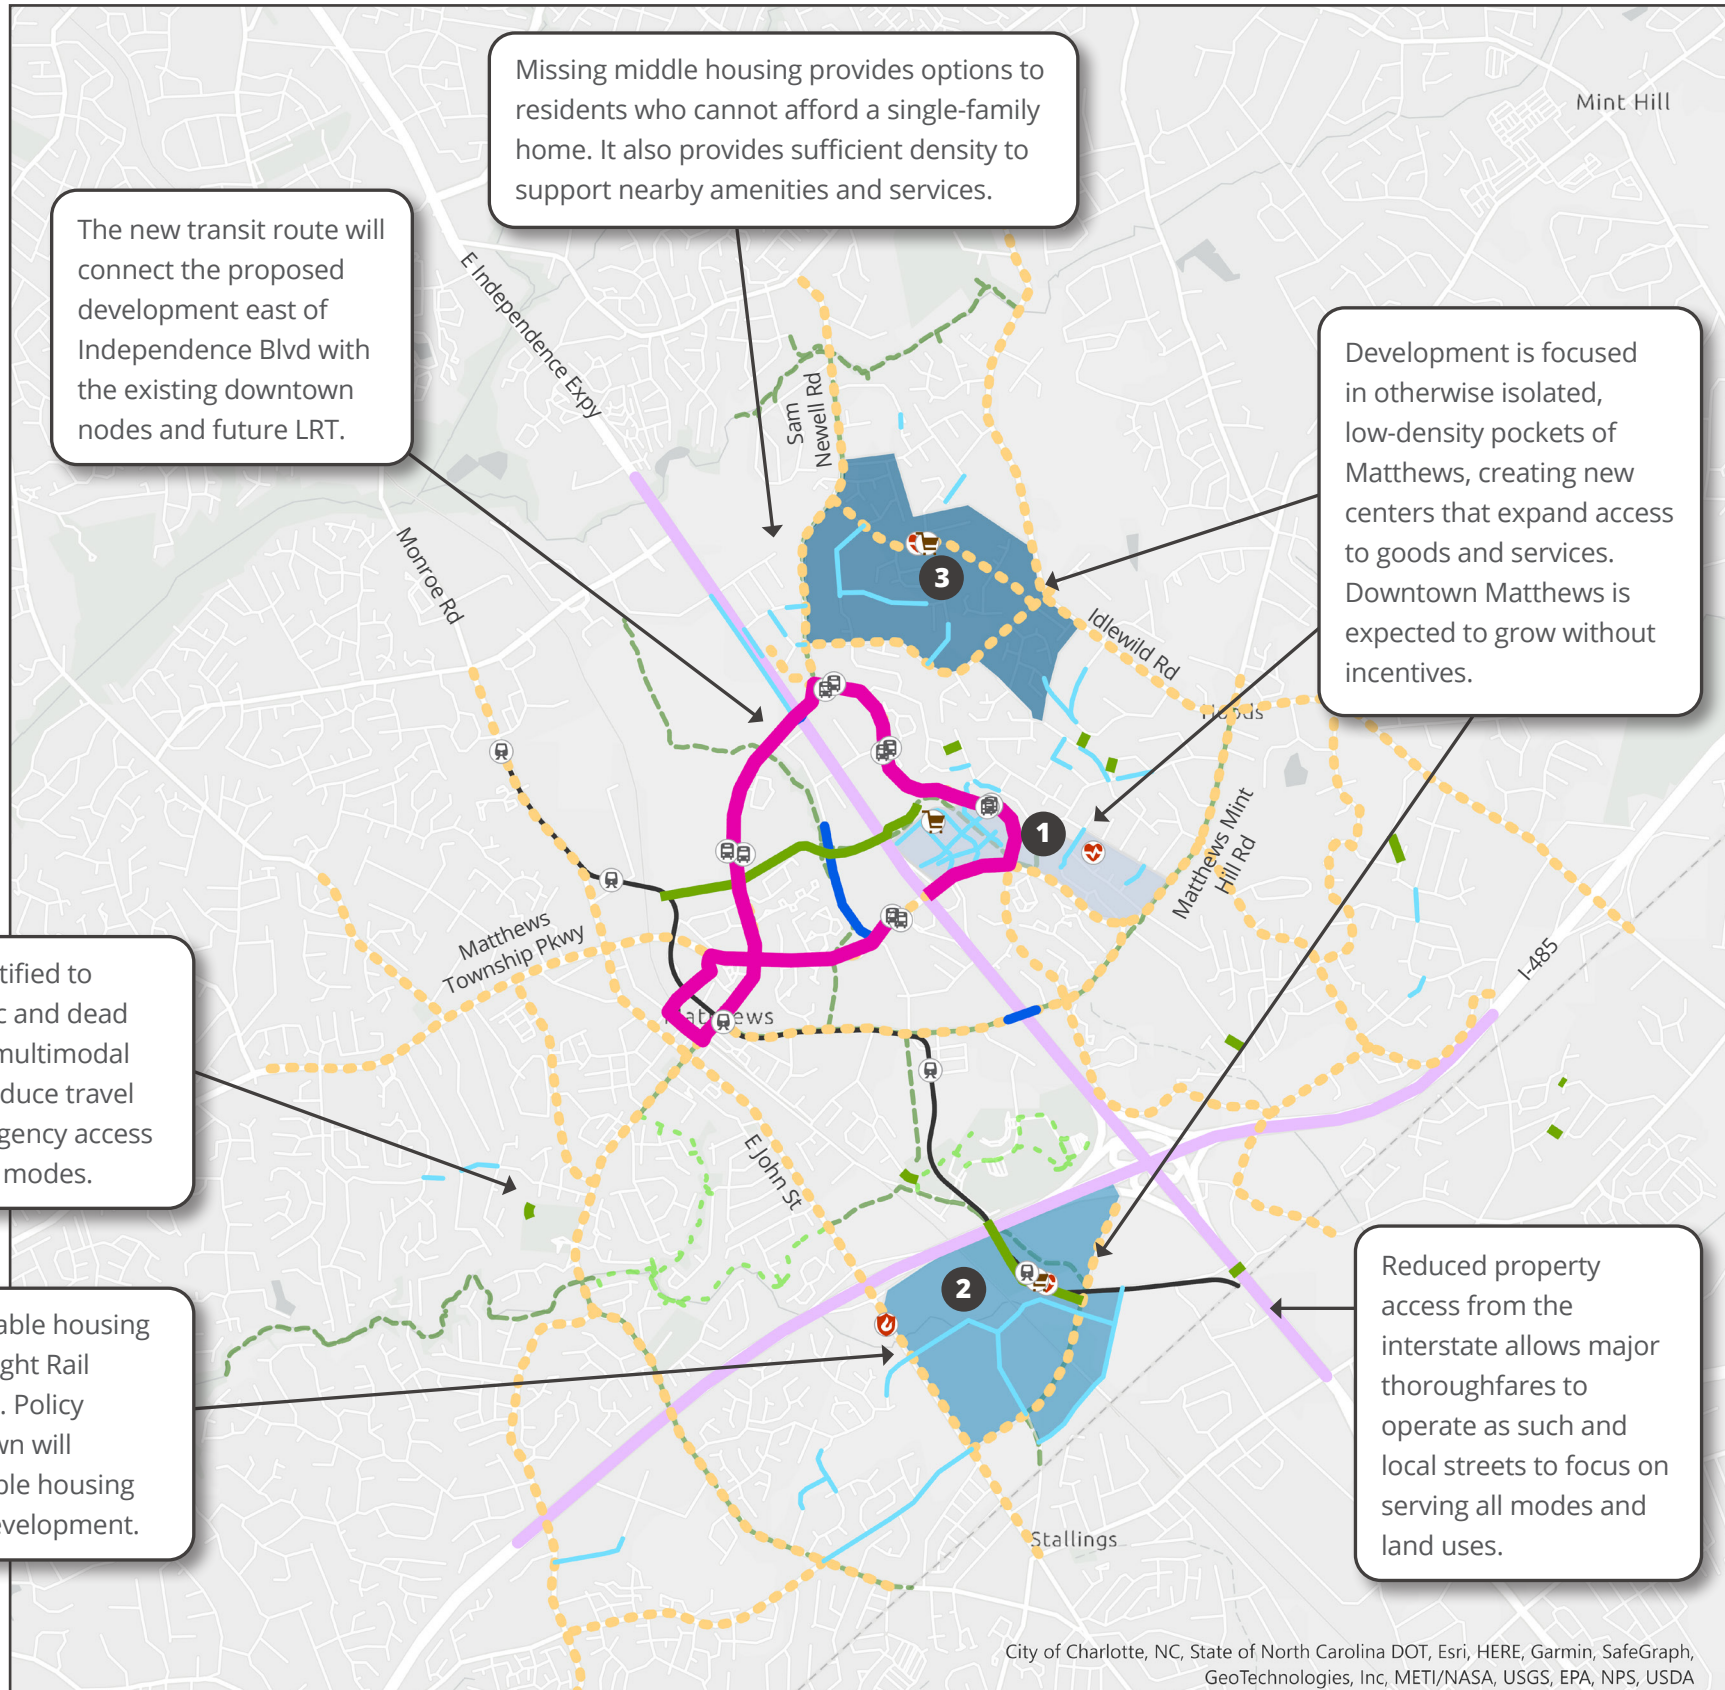 Mint Hill
Missing middle housing provides options to
residents who cannot afford a single-family
home. It also provides sufficient density to
support nearby amenities and services.
The new transit route will
connect the proposed
development east of
Independence Blvd with
the existing downtown
nodes and future LRT.
E Independence Expy
Development is focused
in otherwise isolated,
low-density pockets of
Matthews, creating new
centers that expand access
to goods and services.
Downtown Matthews is
expected to grow without
incentives.
Sam
Newell Rd
Monroe Rd
3
Idlewild Rd
1
Matthews Mint
Hill Rd
Matthews
Township Pkwy
I-485
tified to
c and dead
multimodal
duce travel
gency access
modes.
E John St
2
able housing
ght Rail
. Policy
wn will
ble housing
evelopment.
Reduced property
access from the
interstate allows major
thoroughfares to
operate as such and
local streets to focus on
serving all modes and
land uses.
Stallings
City of Charlotte, NC, State of North Carolina DOT, Esri, HERE, Garmin, SafeGraph,
GeoTechnologies, Inc, METI/NASA, USGS, EPA, NPS, USDA